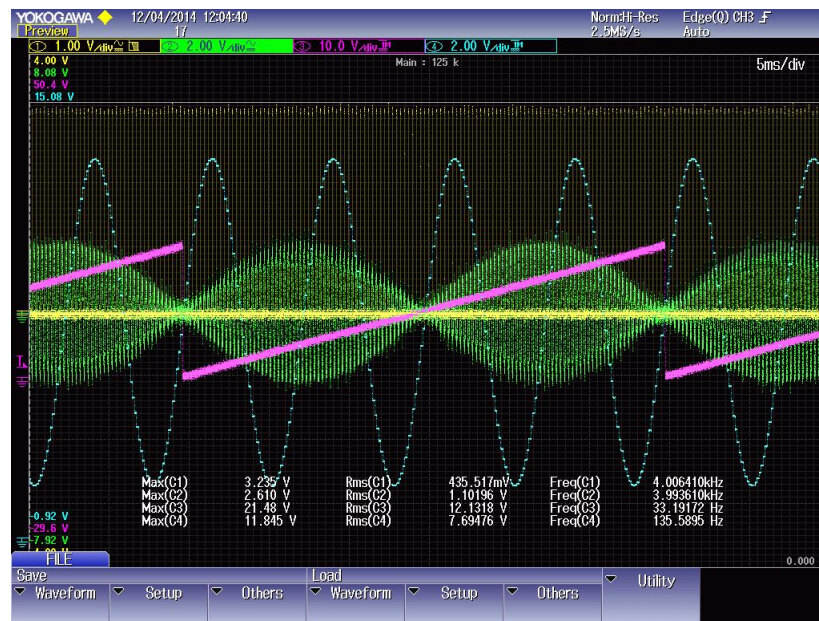 YOKOGAWA 12/04/2014 12:04:40 Norm:Hi-Res Edge(Q) CH3
Preview 17 2.5MS/s Auto
1 1.00 V/div 2 2.00 V/div 3 10.0 V/div 4 2.00 V/div
4.00 V Main : 125 k 5ms/div
8.08 V
50.4 V
15.08 V
Max(C1) 3.235 V Rms(C1) 435.517mV Freq(C1) 4.006410kHz
Max(C2) 2.610 V Rms(C2) 1.10196 V Freq(C2) 3.993610kHz
Max(C3) 21.48 V Rms(C3) 12.1318 V Freq(C3) 33.19172 Hz
Max(C4) 11.845 V Rms(C4) 7.69476 V Freq(C4) 135.5895 Hz
-0.92 V
-29.6 V
-7.92 V
FILE 0.000
Save Load Utility
Waveform Setup Others Waveform Setup Others